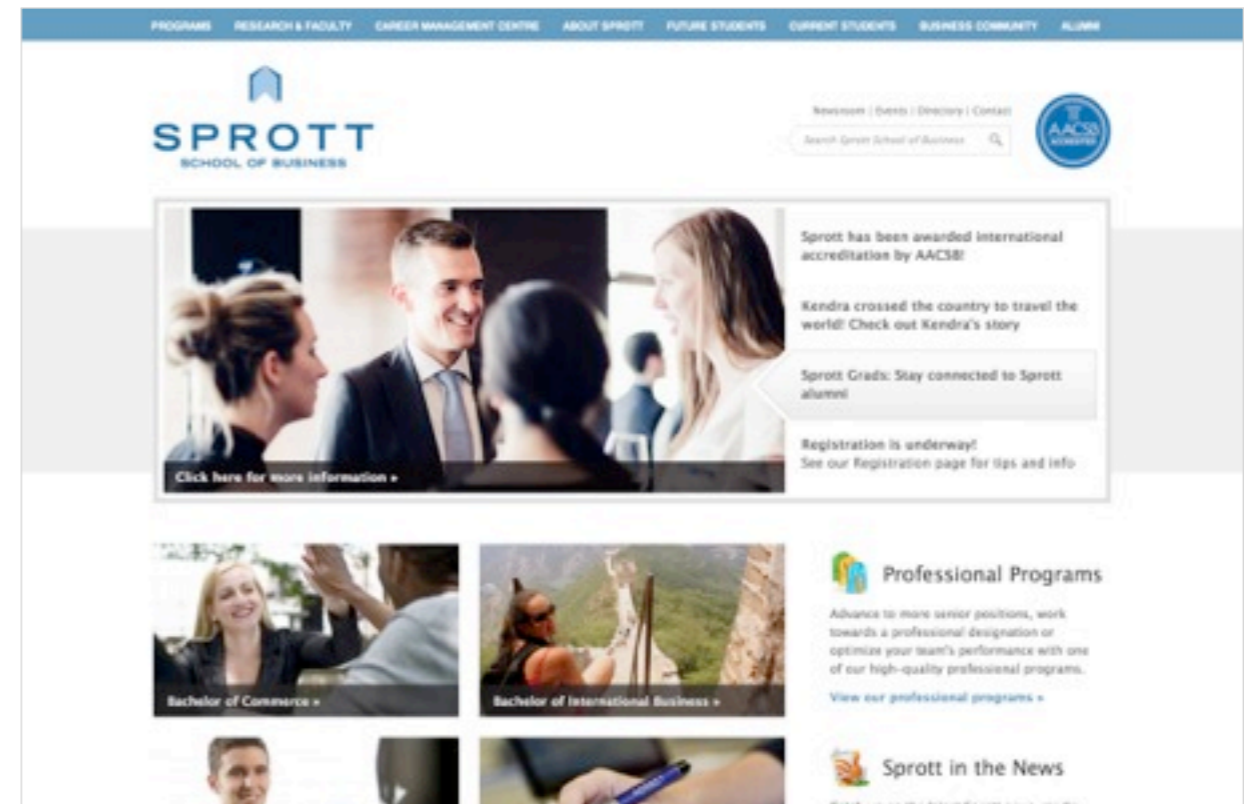 PROGRAMS RESEARCH & FACULTY CAREER MANAGEMENT CENTRE ABOUT SPROTT FUTURE STUDENTS CURRENT STUDENTS BUSINESS COMMUNITY ALUMNI
SPROTT
SCHOOL OF BUSINESS
Newsroom | Events | Directory | Contact
Search Sprott School of Business
AACSB
ACCREDITED
Sprott has been awarded international
accreditation by AACSB!
Kendra crossed the country to travel the
world! Check out Kendra's story
Sprott Grads: Stay connected to Sprott
alumni
Registration is underway!
See our Registration page for tips and info
Click here for more information »
Bachelor of Commerce »
Bachelor of International Business »
Professional Programs
Advance to more senior positions, work
towards a professional designation or
optimize your team's performance with one
of our high-quality professional programs.
View our professional programs »
Sprott in the News